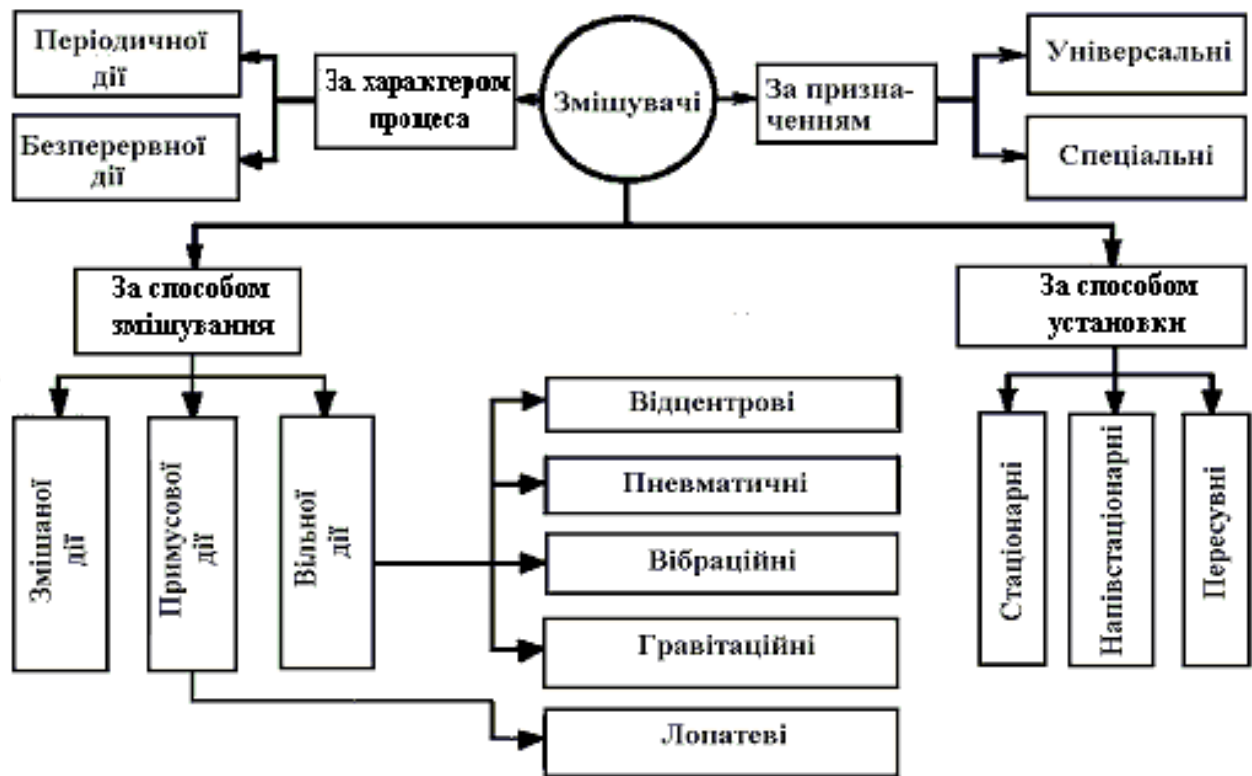 Періодичної
дії
За характером
процеса
Безперервної
дії
Змішувачі
За призна-
ченням
Універсальні
Спеціальні
За способом
змішування
За способом
установки
Змішаної
дії
Примусової
дії
Вільної
дії
Відцентрові
Пневматичні
Вібраційні
Гравітаційні
Лопатеві
Стаціонарні
Напівстаціонарні
Пересувні